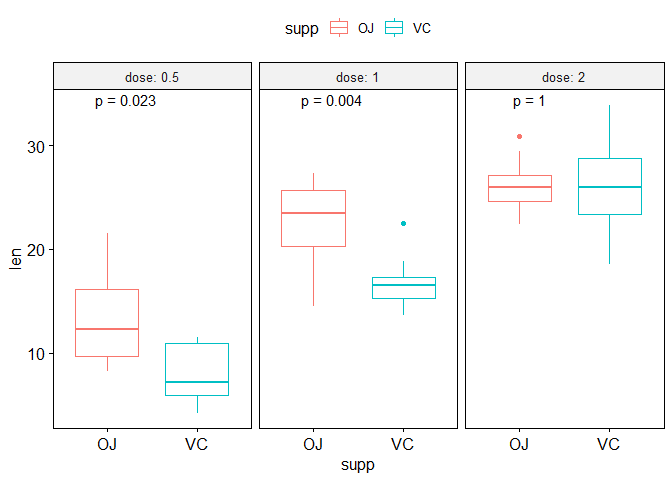 supp OJ VC
dose: 0.5 dose: 1 dose: 2
p = 0.023 p = 0.004 p = 1
30
20
10
len
OJ VC OJ VC OJ VC
supp